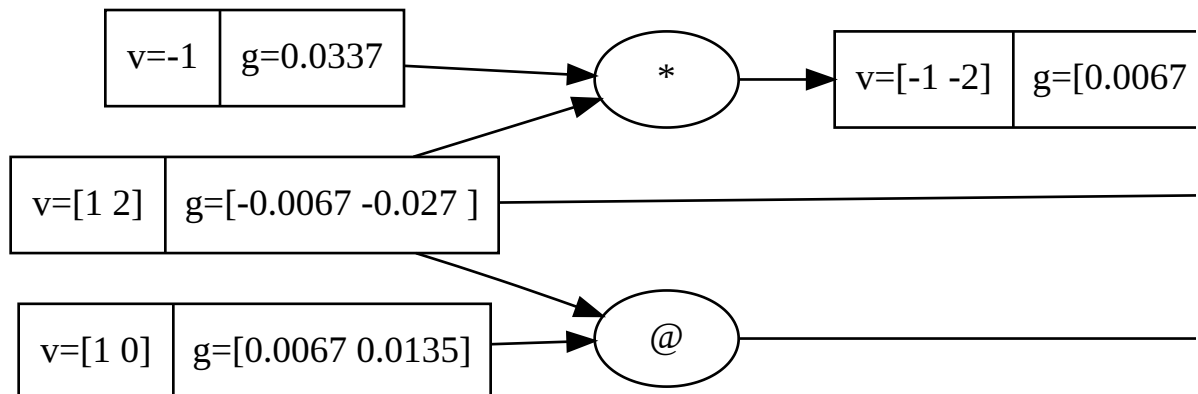 v=-1 g=0.0337
*
v=[-1 -2] g=[0.0067
v=[1 2] g=[-0.0067 -0.027 ]
v=[1 0] g=[0.0067 0.0135]
@